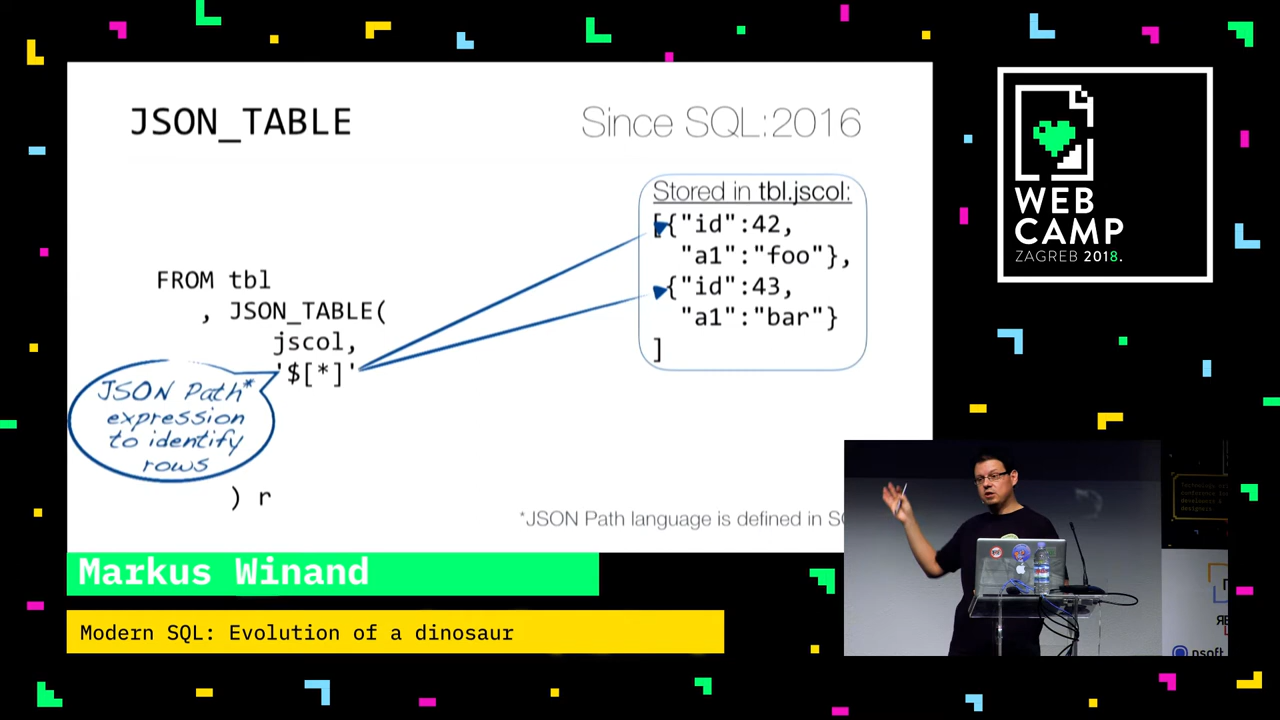 JSON_TABLE
Since SQL:2016
Stored in tbl.jscol:
[{"id":42,
"a1":"foo"},
{"id":43,
"a1":"bar"}
]
FROM tbl
, JSON_TABLE(
jscol,
'$[*]'
JSON Path*
expression
to identify
rows
) r
*JSON Path language is defined in
WEB
CAMP
ZAGREB 2018.
Markus Winand
Modern SQL: Evolution of a dinosaur
nsoft